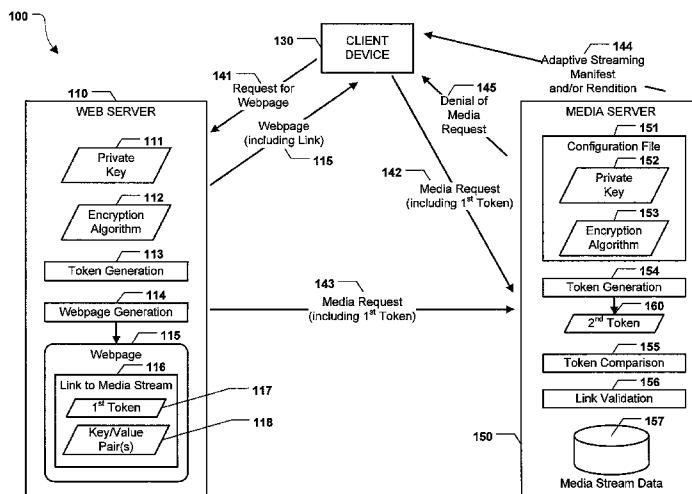 100
130
CLIENT
DEVICE
144
Adaptive Streaming
Manifest
and/or Rendition
141
Request for
Webpage
145
Denial of
Media
Request
110
WEB SERVER
111
Private
Key
112
Encryption
Algorithm
113
Token Generation
114
Webpage Generation
115
Webpage
116
Link to Media Stream
1st Token
117
Key/Value
Pair(s)
118
Webpage
(including Link)
115
142
Media Request
(including 1st Token)
143
Media Request
(including 1st Token)
MEDIA SERVER
151
Configuration File
152
Private
Key
153
Encryption
Algorithm
154
Token Generation
160
2nd Token
155
Token Comparison
156
Link Validation
157
150
Media Stream Data